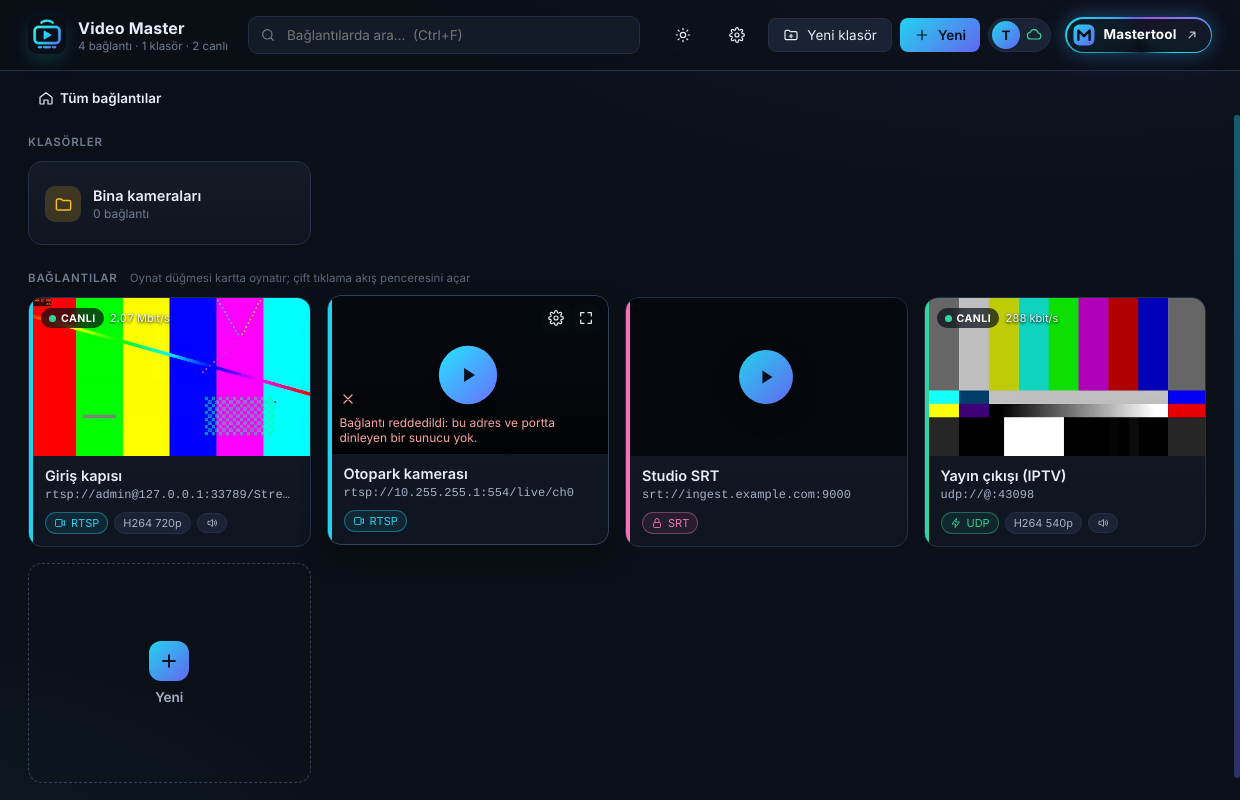 Video Master
4 bağlantı · 1 klasör · 2 canlı
Bağlantılarda ara... (Ctrl+F)
Yeni klasör
Yeni
T
Mastertool
Tüm bağlantılar
KLASÖRLER
Bina kameraları
0 bağlantı
BAĞLANTILAR
Oynat düğmesi kartta oynatır; çift tıklama akış penceresini açar
CANLI
2.07 Mbit/s
Giriş kapısı
rtsp://admin@127.0.0.1:33789/Stre…
RTSP
H264 720p
Bağlantı reddedildi: bu adres ve portta
dinleyen bir sunucu yok.
Otopark kamerası
rtsp://10.255.255.1:554/live/ch0
RTSP
Studio SRT
srt://ingest.example.com:9000
SRT
CANLI
288 kbit/s
Yayın çıkışı (IPTV)
udp://@:43098
UDP
H264 540p
Yeni